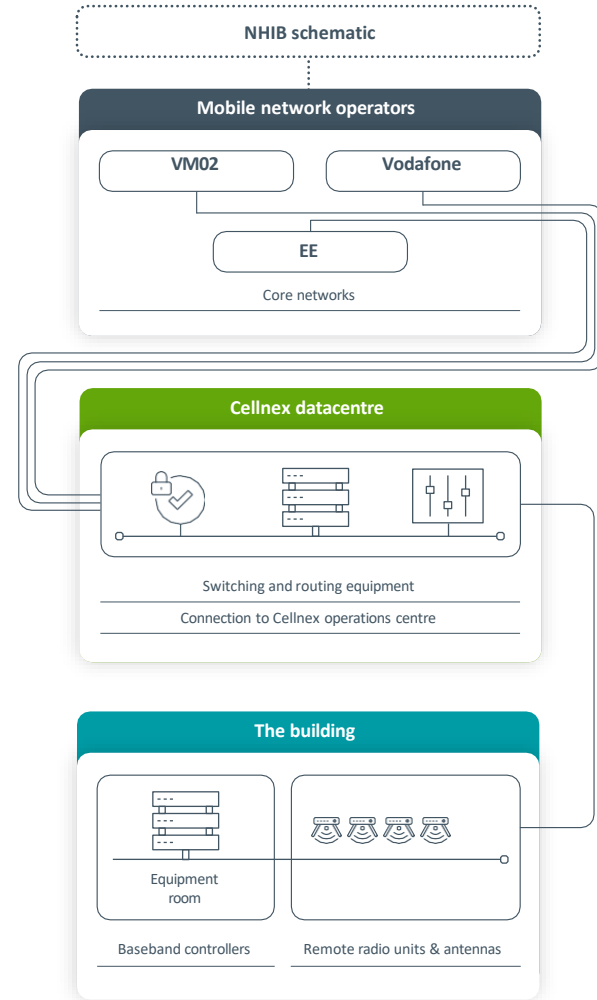 NHIB schematic
Mobile network operators
VM02
Vodafone
EE
Core networks
Cellnex datacentre
Switching and routing equipment
Connection to Cellnex operations centre
The building
Equipment
room
Baseband controllers
Remote radio units & antennas